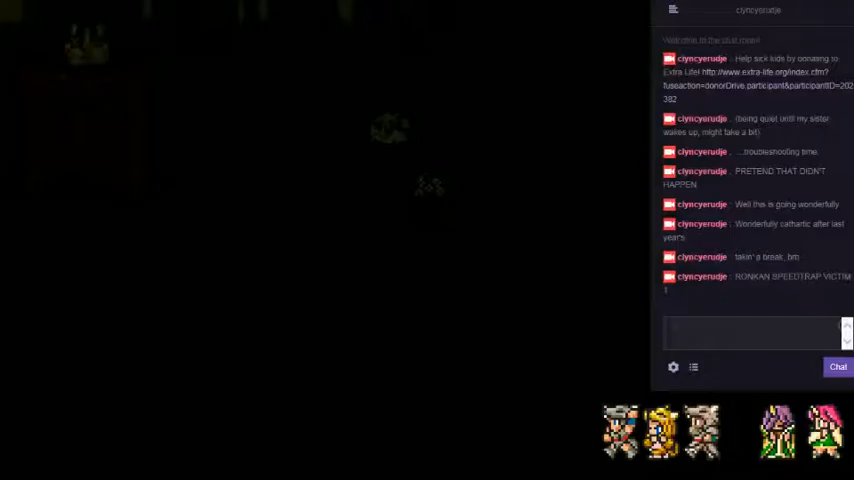 clyncyerudje
Welcome to the chat room!
clyncyerudje : Help sick kids by donating to
Extra Life! http://www.extra-life.org/index.cfm?
fuseaction=donorDrive.participant&participantID=202
382
clyncyerudje : (being quiet until my sister
wakes up, might take a bit)
clyncyerudje : ...troubleshooting time.
clyncyerudje : PRETEND THAT DIDN'T
HAPPEN
clyncyerudje : Well this is going wonderfully
clyncyerudje : Wonderfully cathartic after last
year's
clyncyerudje : takin' a break, bro
clyncyerudje : RONKAN SPEEDTRAP VICTIM
1
Chat